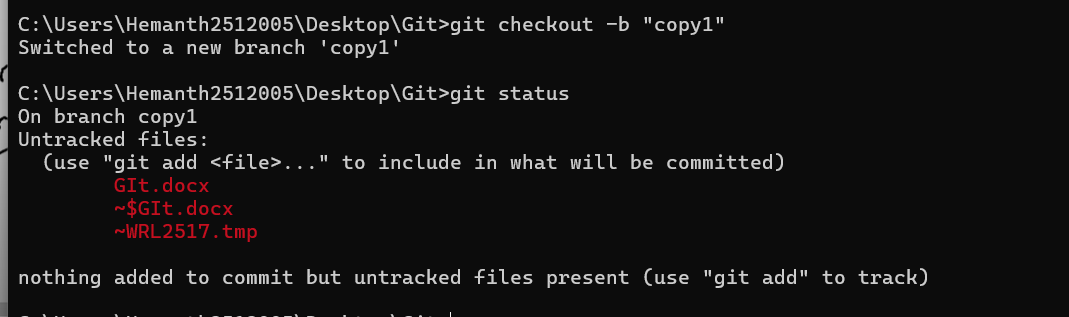 C:\Users\Hemanth2512005\Desktop\Git>git checkout -b "copy1"
Switched to a new branch 'copy1'
C:\Users\Hemanth2512005\Desktop\Git>git status
On branch copy1
Untracked files:
  (use "git add <file>..." to include in what will be committed)
        GIt.docx
        ~$GIt.docx
        ~WRL2517.tmp
nothing added to commit but untracked files present (use "git add" to track)